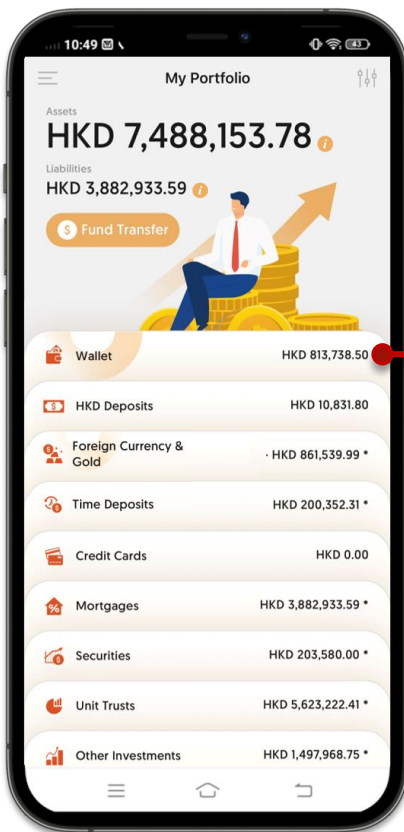 10:49
43
My Portfolio
Assets
HKD 7,488,153.78 i
Liabilities
HKD 3,882,933.59 i
$ Fund Transfer
Wallet HKD 813,738.50
HKD Deposits HKD 10,831.80
Foreign Currency &
Gold - HKD 861,539.99 *
Time Deposits HKD 200,352.31 *
Credit Cards HKD 0.00
Mortgages HKD 3,882,933.59 *
Securities HKD 203,580.00 *
Unit Trusts HKD 5,623,222.41 *
Other Investments HKD 1,497,968.75 *